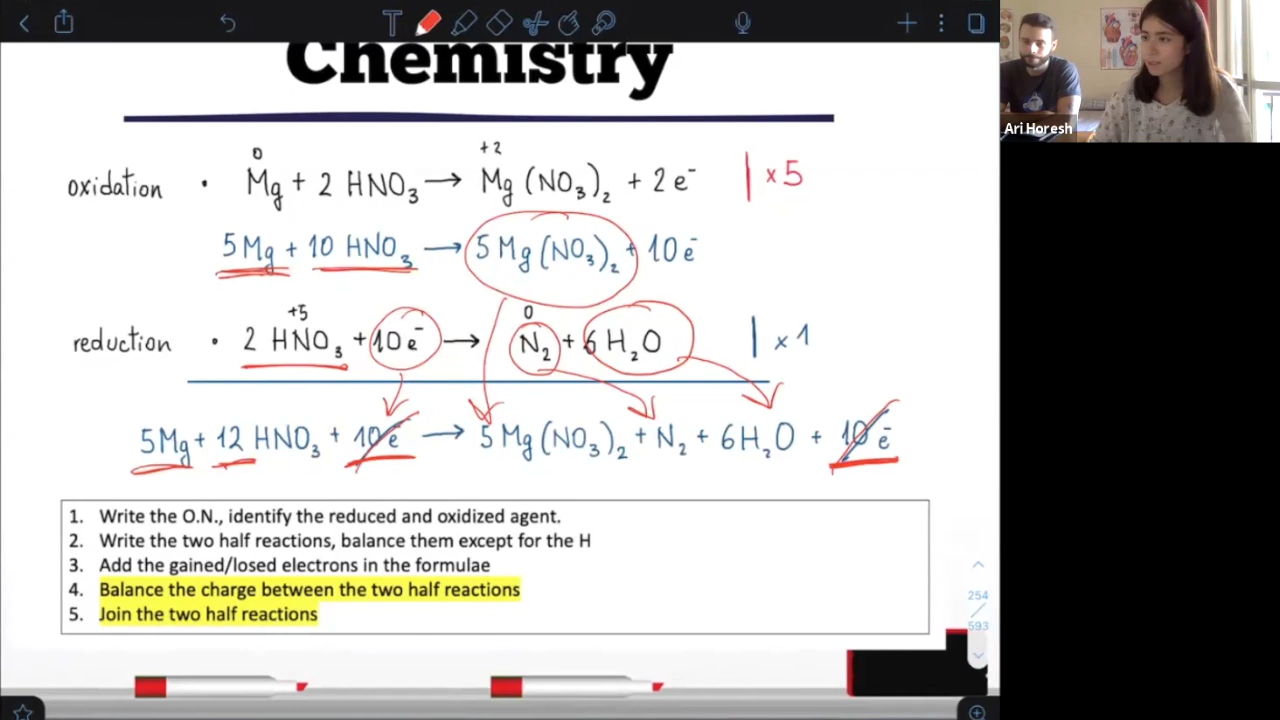 Chemistry
Ari Horesh
0 +2
oxidation · Mg + 2 HNO₃ → Mg (NO₃)₂ + 2e⁻ | x 5
5 Mg + 10 HNO₃ → 5 Mg (NO₃)₂ + 10 e⁻
+5 0
reduction · 2 HNO₃ + 10 e⁻ → N₂ + 6 H₂O | x 1
5 Mg + 12 HNO₃ + 10 e⁻ → 5 Mg (NO₃)₂ + N₂ + 6 H₂O + 10 e⁻
1. Write the O.N., identify the reduced and oxidized agent.
2. Write the two half reactions, balance them except for the H
3. Add the gained/losed electrons in the formulae
4. Balance the charge between the two half reactions
5. Join the two half reactions
254
/
593